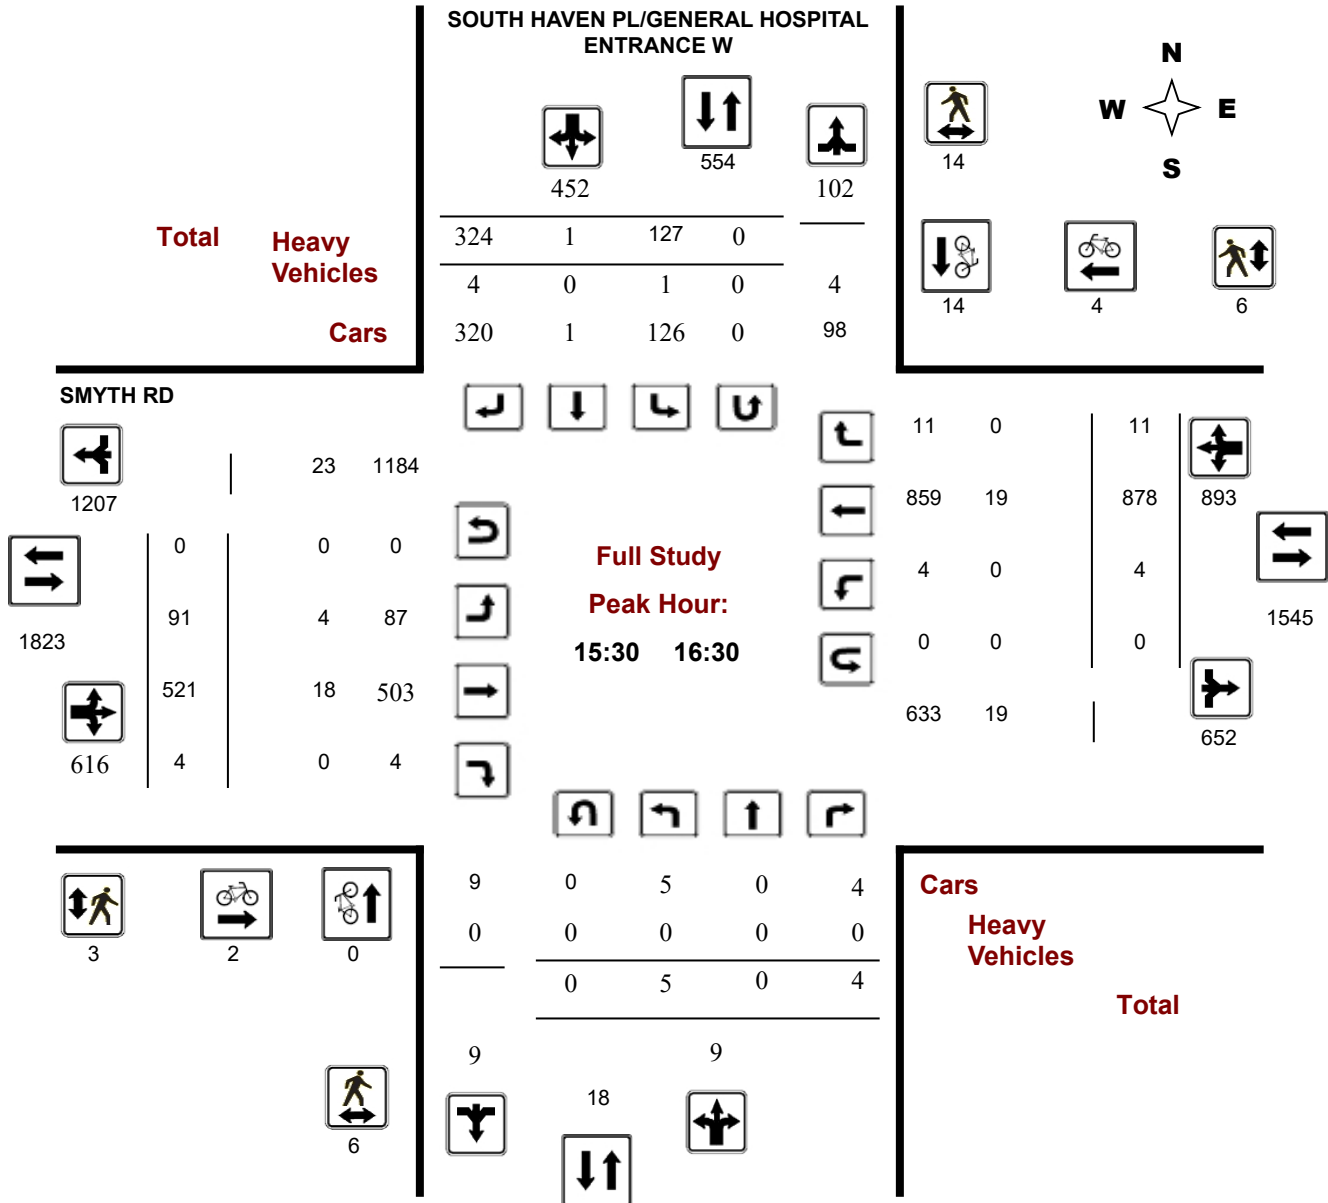 SOUTH HAVEN PL/GENERAL HOSPITAL
ENTRANCE W
N
W E
S
554
14
452
102
Total
Heavy
Vehicles
Cars
324 1 127 0
4 0 1 0 4
320 1 126 0 98
14 4 6
SMYTH RD
23 1184
1207
0 0 0
91 4 87
1823
521 18 503
616
4 0 4
Full Study
Peak Hour:
15:30 16:30
11 0 11
859 19 878 893
4 0 4
1545
0 0 0
633 19
652
9 0 5 0 4
0 0 0 0 0
0 5 0 4
9 9
18
3 2 0
6
Cars
Heavy
Vehicles
Total